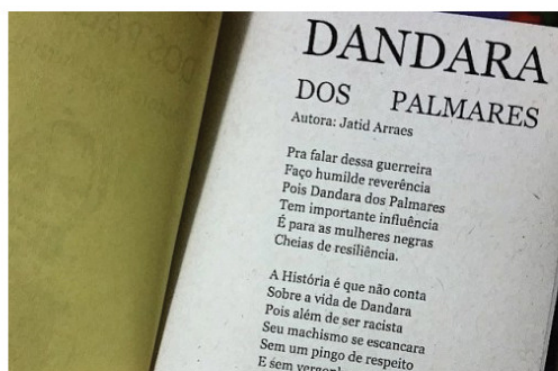 DANDARA
DOS PALMARES
Autora: Jatid Arraes
Pra falar dessa guerreira
Faço humilde reverência
Pois Dandara dos Palmares
Tem importante influência
É para as mulheres negras
Cheias de resiliência.
A História é que não conta
Sobre a vida de Dandara
Pois além de ser racista
Seu machismo se escancara
Sem um pingo de respeito
E sem